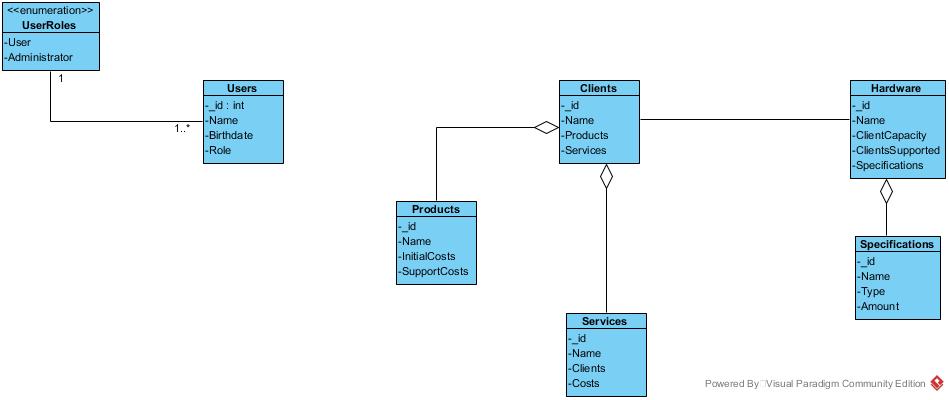 <<enumeration>>
UserRoles
-User
-Administrator
1
1..*
Users
-_id : int
-Name
-Birthdate
-Role
Clients
-_id
-Name
-Products
-Services
Hardware
-_id
-Name
-ClientCapacity
-ClientsSupported
-Specifications
Products
-_id
-Name
-InitialCosts
-SupportCosts
Specifications
-_id
-Name
-Type
-Amount
Services
-_id
-Name
-Clients
-Costs
Powered By Visual Paradigm Community Edition